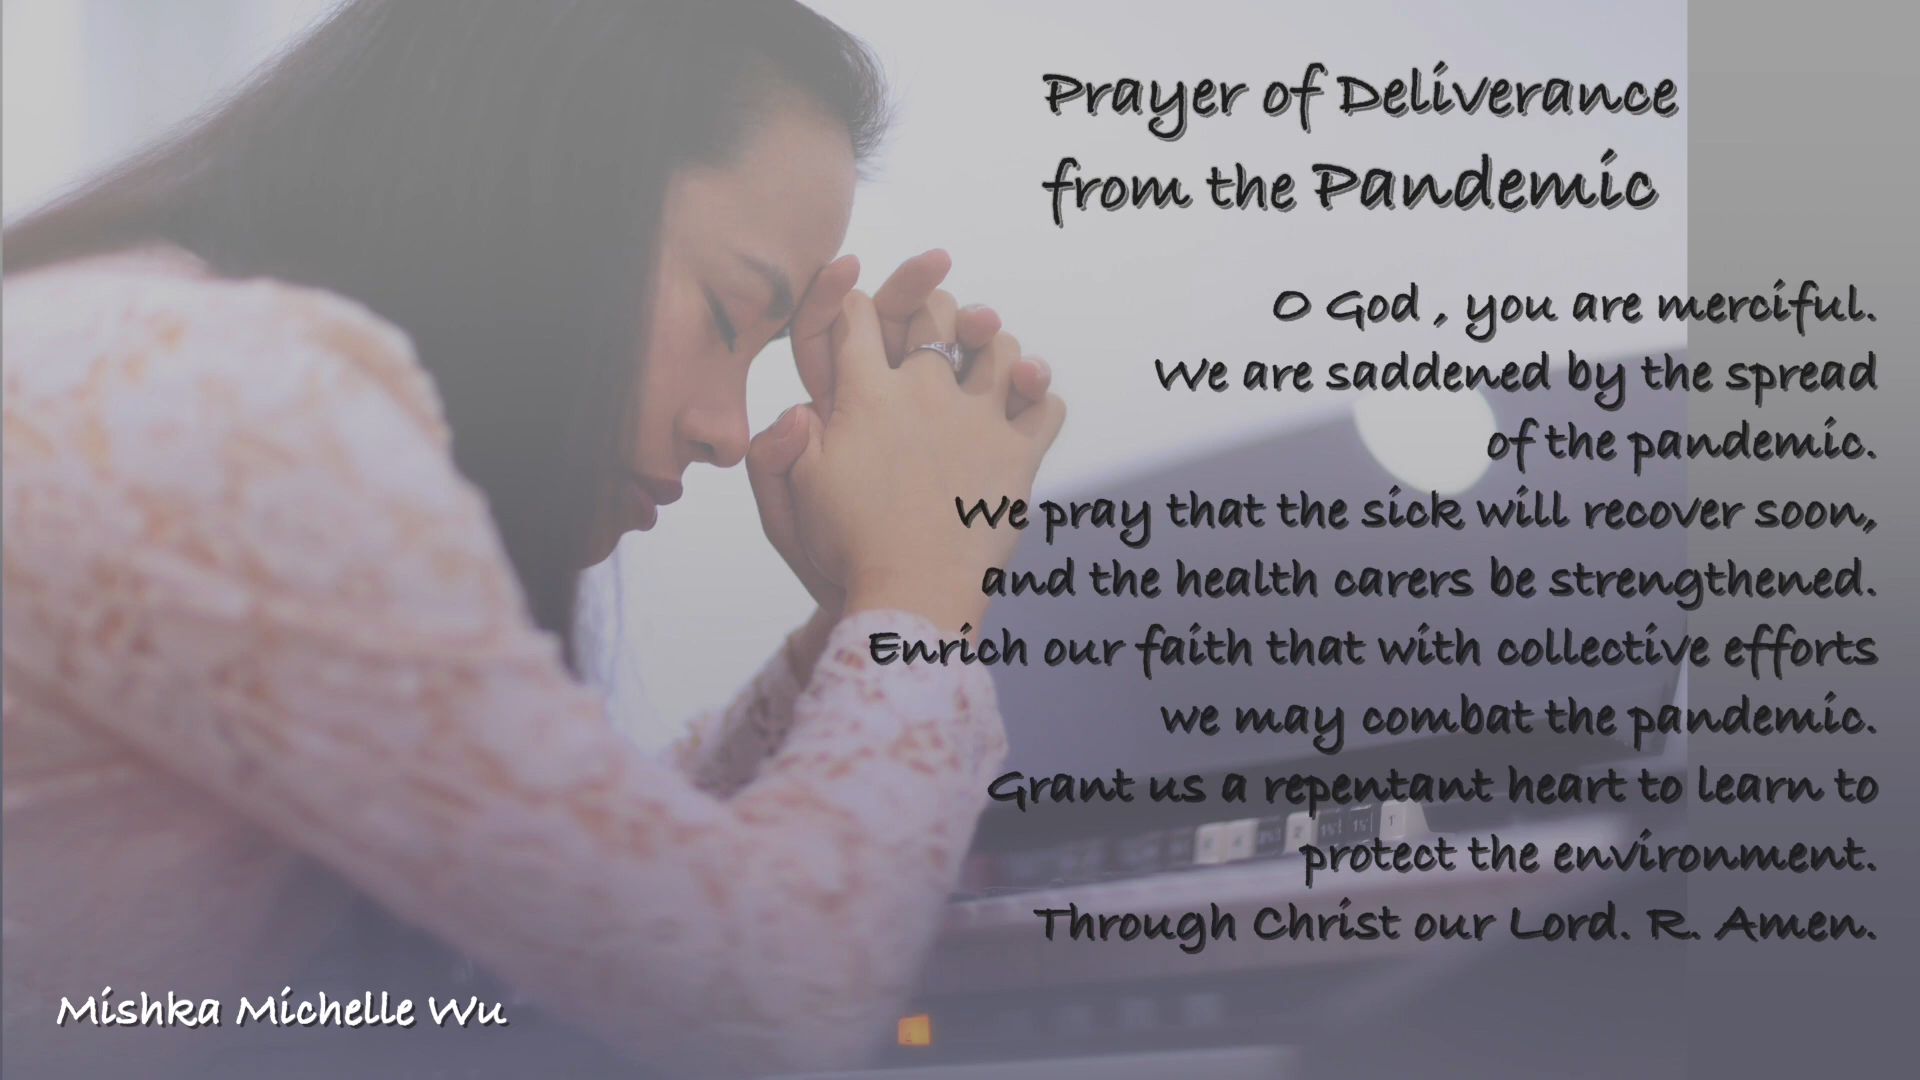 Prayer of Deliverance
from the Pandemic
O God , you are merciful.
We are saddened by the spread
of the pandemic.
We pray that the sick will recover soon,
and the health carers be strengthened.
Enrich our faith that with collective efforts
we may combat the pandemic.
Grant us a repentant heart to learn to
protect the environment.
Through Christ our Lord. R. Amen.
Mishka Michelle Wu